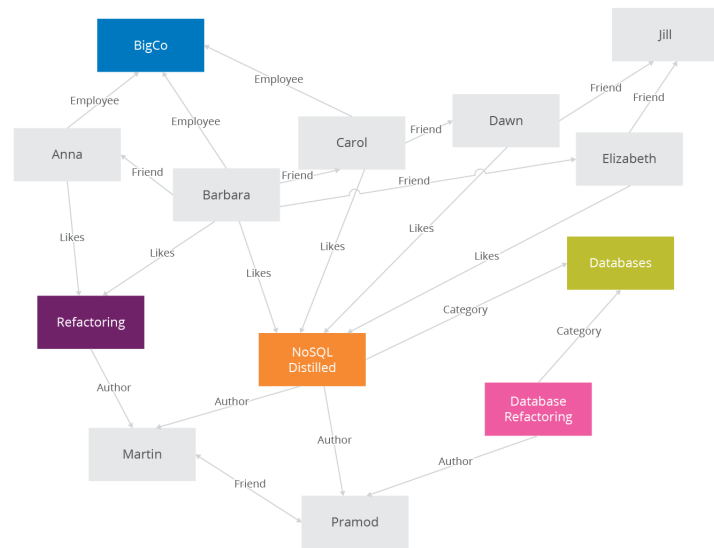 BigCo
Jill
Employee
Friend
Friend
Employee
Dawn
Employee
Friend
Carol
Anna
Elizabeth
Friend
Friend
Friend
Barbara
Likes
Likes
Likes
Likes
Likes
Likes
Databases
Refactoring
Category
Category
NoSQL
Distilled
Author
Author
Database
Refactoring
Author
Martin
Author
Friend
Pramod